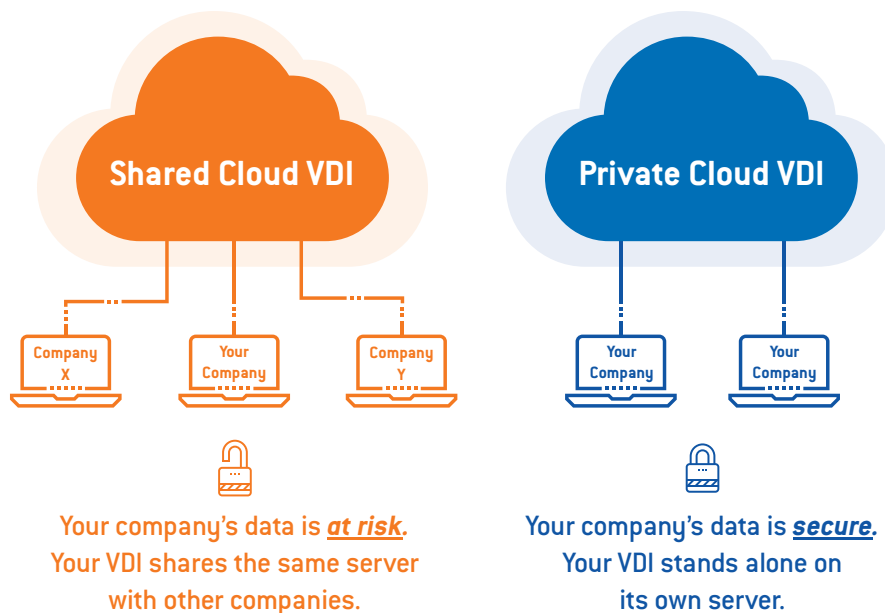 Shared Cloud VDI
Company
X
Your
Company
Company
Y
Your company's data is at risk.
Your VDI shares the same server
with other companies.
Private Cloud VDI
Your
Company
Your
Company
Your company's data is secure.
Your VDI stands alone on
its own server.